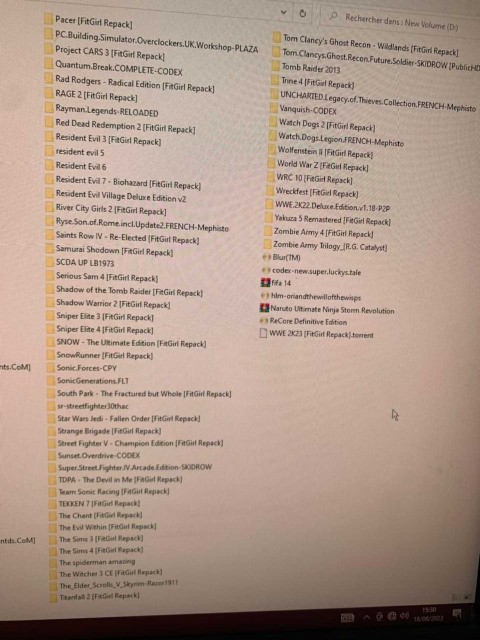 Rechercher dans : New Volume (D:)
Pacer [FitGirl Repack]
PC.Building.Simulator.Overclockers.UK.Workshop-PLAZA
Project CARS 3 [FitGirl Repack]
Quantum.Break.COMPLETE-CODEX
Rad Rodgers - Radical Edition [FitGirl Repack]
RAGE 2 [FitGirl Repack]
Rayman.Legends-RELOADED
Red Dead Redemption 2 [FitGirl Repack]
Resident Evil 3 [FitGirl Repack]
resident evil 5
Resident Evil 6
Resident Evil 7 - Biohazard [FitGirl Repack]
Resident Evil Village Deluxe Edition v2
River City Girls 2 [FitGirl Repack]
Ryse.Son.of.Rome.incl.Update2.FRENCH-Mephisto
Saints Row IV - Re-Elected [FitGirl Repack]
Samurai Shodown [FitGirl Repack]
SCDA UP LB1973
Serious Sam 4 [FitGirl Repack]
Shadow of the Tomb Raider [FitGirl Repack]
Shadow Warrior 2 [FitGirl Repack]
Sniper Elite 3 [FitGirl Repack]
Sniper Elite 4 [FitGirl Repack]
SNOW - The Ultimate Edition [FitGirl Repack]
SnowRunner [FitGirl Repack]
Sonic.Forces-CPY
SonicGenerations.FLT
South Park - The Fractured but Whole [FitGirl Repack]
sr-streetfighter30thac
Star Wars Jedi - Fallen Order [FitGirl Repack]
Strange Brigade [FitGirl Repack]
Street Fighter V - Champion Edition [FitGirl Repack]
Sunset.Overdrive-CODEX
Super.Street.Fighter.IV.Arcade.Edition-SKIDROW
TDPA - The Devil in Me [FitGirl Repack]
Team Sonic Racing [FitGirl Repack]
TEKKEN 7 [FitGirl Repack]
The Chant [FitGirl Repack]
The Evil Within [FitGirl Repack]
The Sims 3 [FitGirl Repack]
The Sims 4 [FitGirl Repack]
The spiderman amazing
The Witcher 3 CE [FitGirl Repack]
The_Elder_Scrolls_V_Skyrim-Razor1911
Titanfall 2 [FitGirl Repack]
Tom Clancy's Ghost Recon - Wildlands [FitGirl Repack]
Tom.Clancys.Ghost.Recon.Future.Soldier-SKIDROW [PublicHD
Tomb Raider 2013
Trine 4 [FitGirl Repack]
UNCHARTED.Legacy.of.Thieves.Collection.FRENCH-Mephisto
Vanquish-CODEX
Watch Dogs 2 [FitGirl Repack]
Watch.Dogs.Legion.FRENCH-Mephisto
Wolfenstein II [FitGirl Repack]
World War Z [FitGirl Repack]
WRC 10 [FitGirl Repack]
Wreckfest [FitGirl Repack]
WWE.2K22.Deluxe.Edition.v1.18-P2P
Yakuza 5 Remastered [FitGirl Repack]
Zombie Army 4 [FitGirl Repack]
Zombie Army Trilogy_[R.G. Catalyst]
Blur(TM)
codex-new.super.luckys.tale
fifa 14
hlm-oriandthewillofthewisps
Naruto Ultimate Ninja Storm Revolution
ReCore Definitive Edition
WWE 2K23 [FitGirl Repack].torrent
nts.CoM]
ntds.CoM]
15:30
18/08/2023